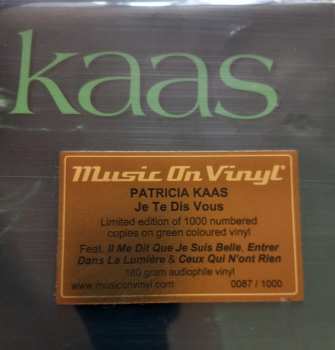 kaas
Music On Vinyl
PATRICIA KAAS
Je Te Dis Vous
Limited edition of 1000 numbered
copies on green coloured vinyl
Feat. Il Me Dit Que Je Suis Belle, Entrer
Dans La Lumière & Ceux Qui N'ont Rien
180 gram audiophile vinyl
www.musiconvinyl.com 0087 / 1000